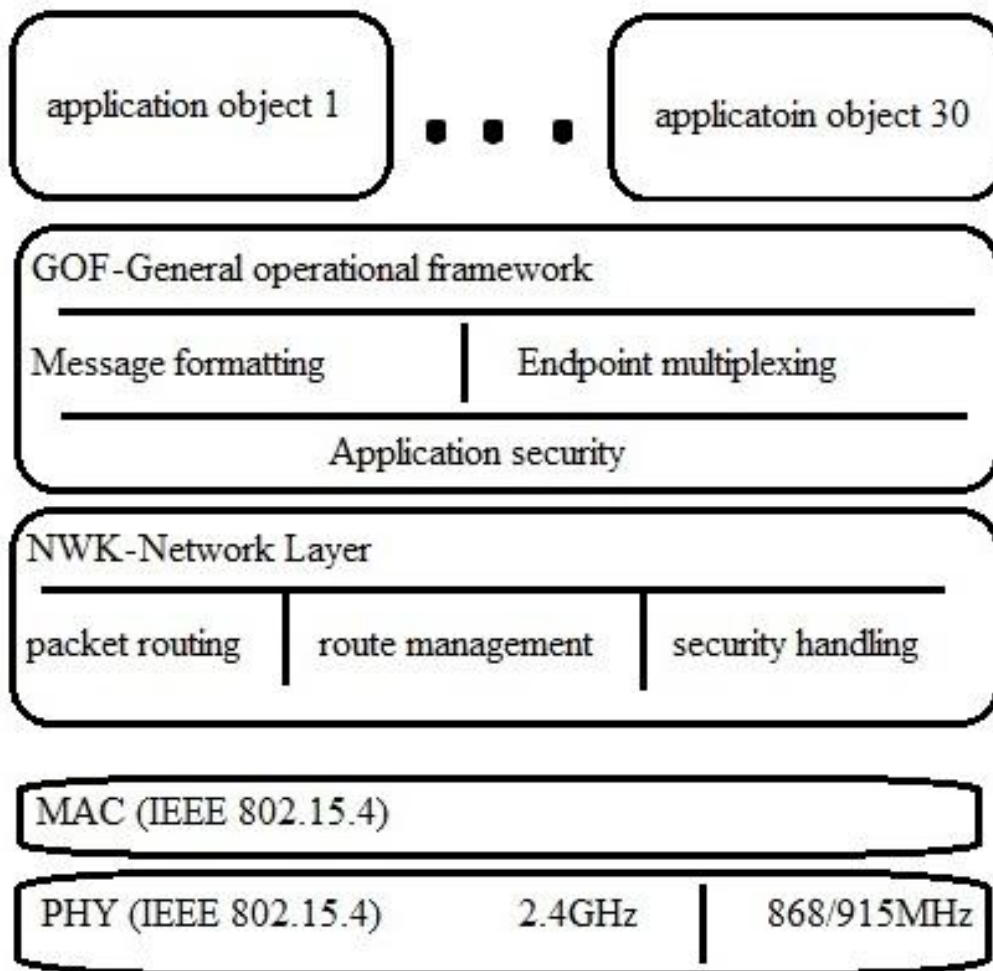 application object 1
applicatoin object 30
GOF-General operational framework
Message formatting
Endpoint multiplexing
Application security
NWK-Network Layer
packet routing
route management
security handling
MAC (IEEE 802.15.4)
PHY (IEEE 802.15.4)
2.4GHz
868/915MHz